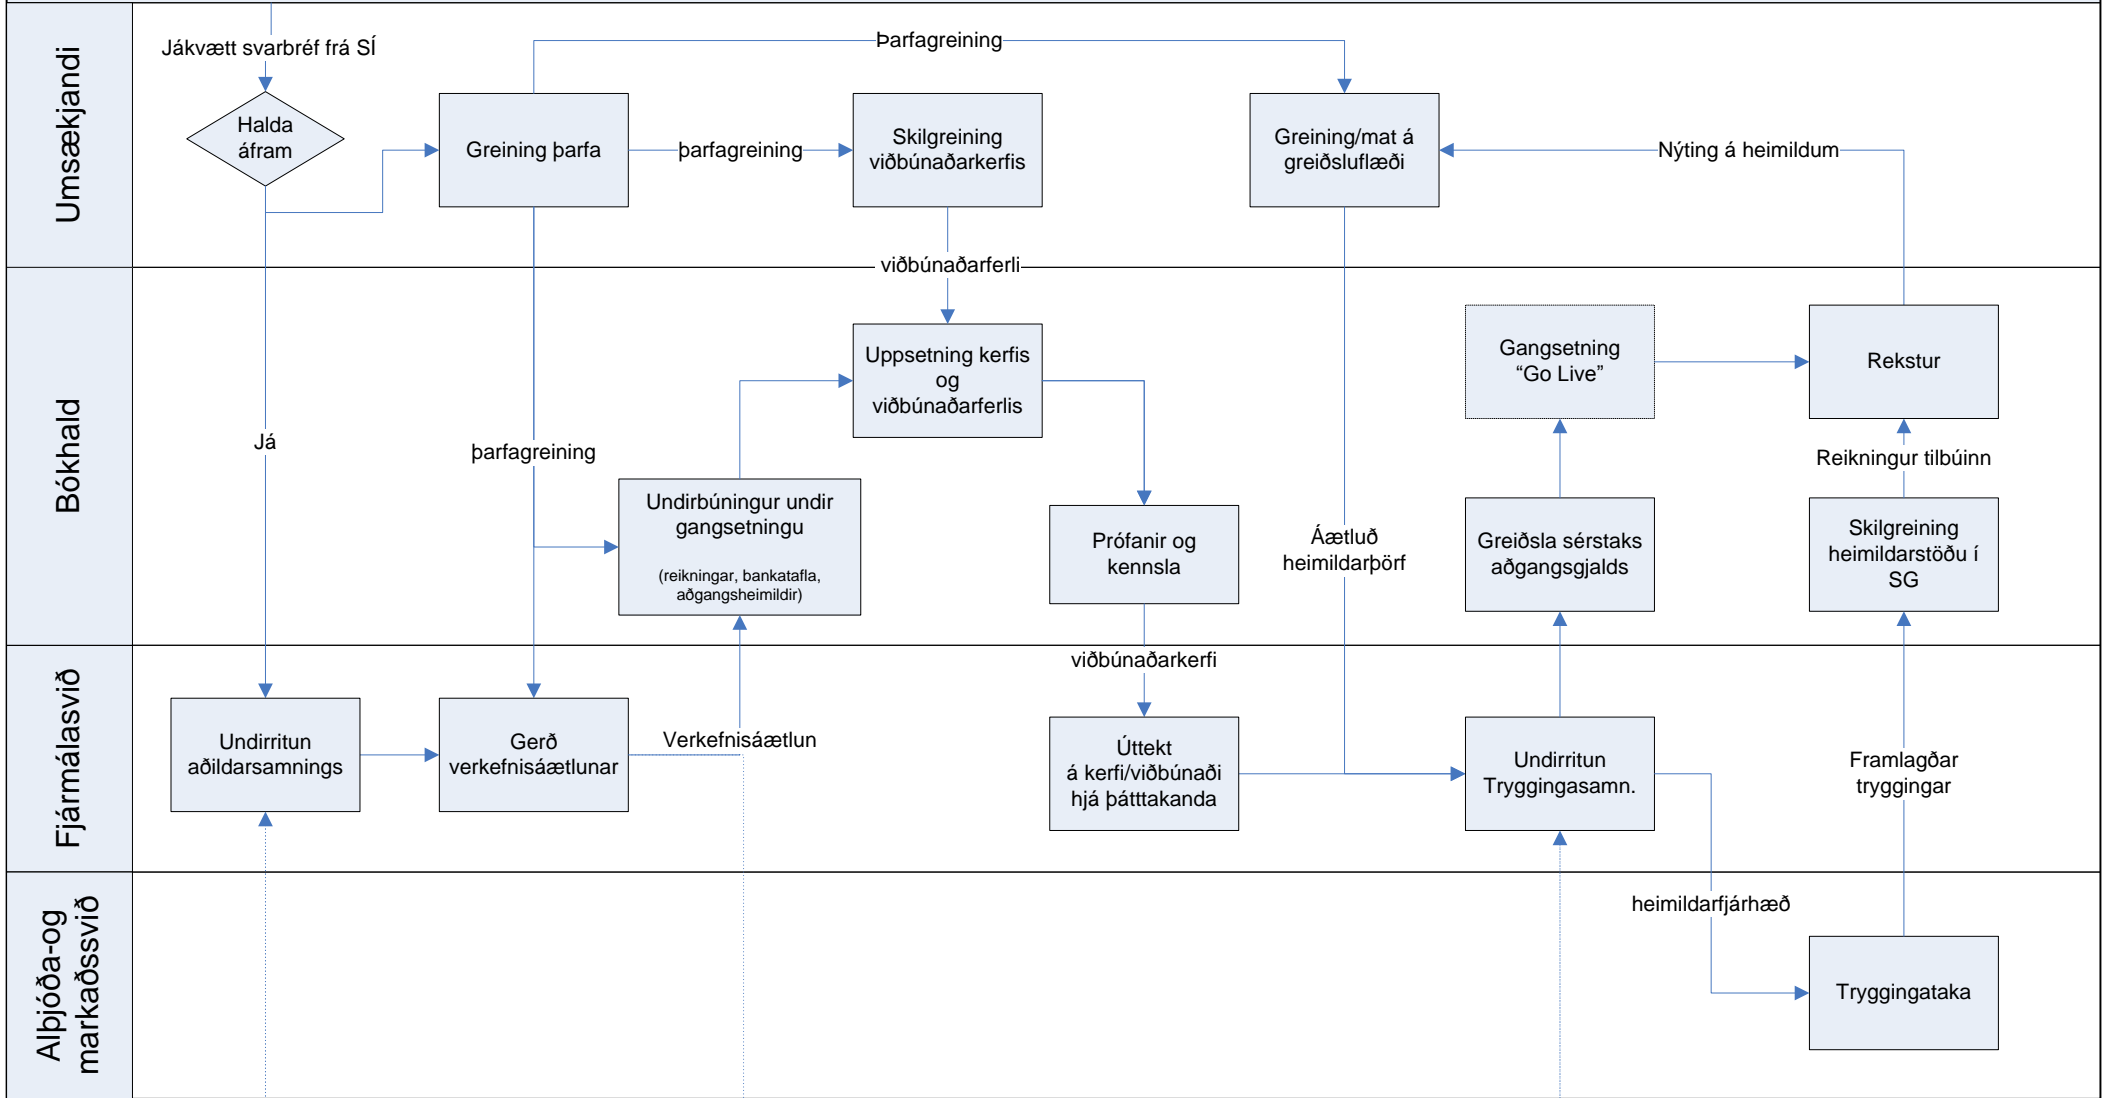 Umsækjandi
Jákvætt svarbréf frá SÍ
Þarfagreining
Halda
áfram
Greining þarfa
þarfagreining
Skilgreining
viðbúnaðarkerfis
Greining/mat á
greiðsluflæði
Nýting á heimildum
viðbúnaðarferli
Bókhald
Já
þarfagreining
Uppsetning kerfis
og
viðbúnaðarferlis
Gangsetning
“Go Live”
Rekstur
Reikningur tilbúinn
Undirbúningur undir
gangsetningu
(reikningar, bankatafla,
aðgangsheimildir)
Prófanir og
kennsla
Áætluð
heimildarþörf
Greiðsla sérstaks
aðgangsgjalds
Skilgreining
heimildarstöðu í
SG
Fjármálasvið
viðbúnaðarkerfi
Undirritun
aðildarsamnings
Gerð
verkefnisáætlunar
Verkefnisáætlun
Úttekt
á kerfi/viðbúnaði
hjá þátttakanda
Undirritun
Tryggingasamn.
Framlagðar
tryggingar
Alþjóða-og
markaðssvið
heimildarfjárhæð
Tryggingataka